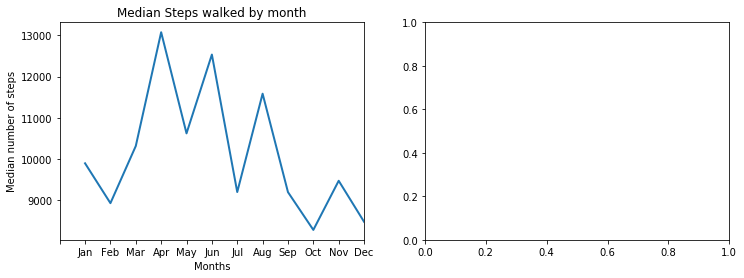 Median Steps walked by month
Median number of steps
13000
12000
11000
10000
9000
Jan Feb Mar Apr May Jun Jul Aug Sep Oct Nov Dec
Months
1.0
0.8
0.6
0.4
0.2
0.0
0.0 0.2 0.4 0.6 0.8 1.0